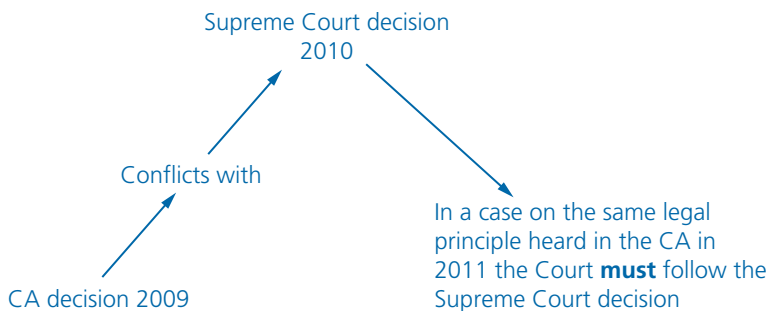 Supreme Court decision
2010
Conflicts with
In a case on the same legal
principle heard in the CA in
2011 the Court must follow the
Supreme Court decision
CA decision 2009